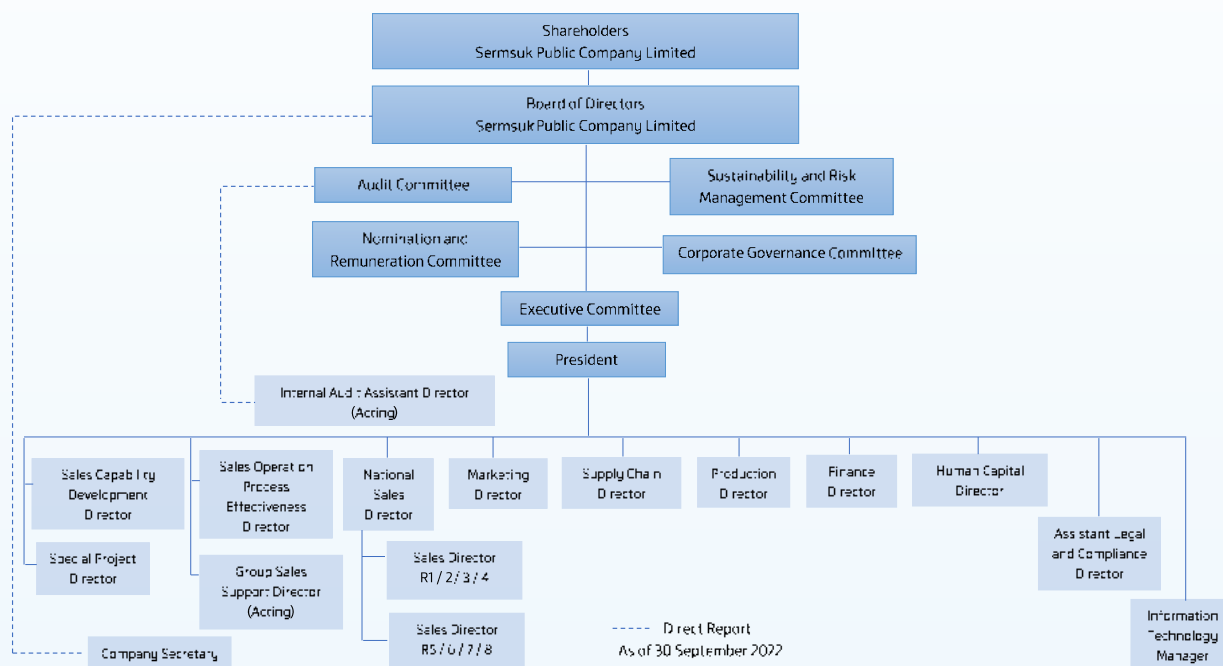 Shareholders
Sermsuk Public Company Limited
Board of Directors
Sermsuk Public Company Limited
Audit Committee
Sustainability and Risk
Management Committee
Nomination and
Remuneration Committee
Corporate Governance Committee
Executive Committee
President
Internal Audit Assistant Director
(Acting)
Sales Capability
Development
Director
Sales Operation
Process
Effectiveness
Director
National
Sales
Director
Marketing
Director
Supply Chain
Director
Production
Director
Finance
Director
Human Capital
Director
Special Project
Director
Group Sales
Support Director
(Acting)
Sales Director
R1 / 2 / 3 / 4
Assistant Legal
and Compliance
Director
Sales Director
R5 / 6 / 7 / 8
Information
Technology
Manager
Company Secretary
Direct Report
As of 30 September 2022